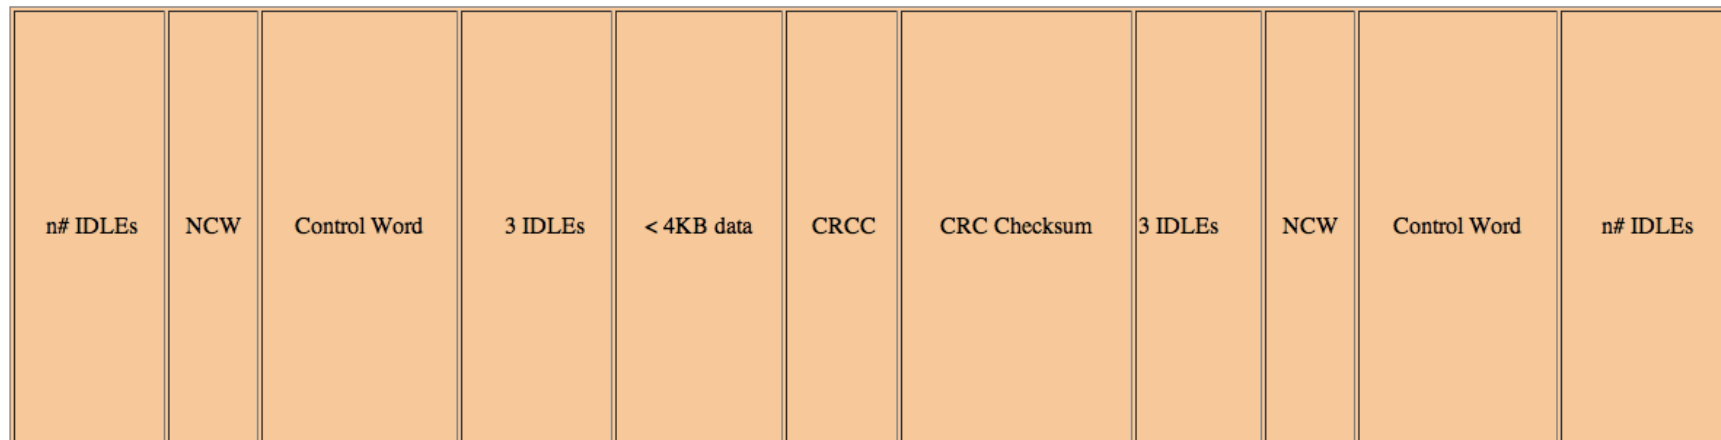 n# IDLEs NCW Control Word 3 IDLEs < 4KB data CRCC CRC Checksum 3 IDLEs NCW Control Word n# IDLEs